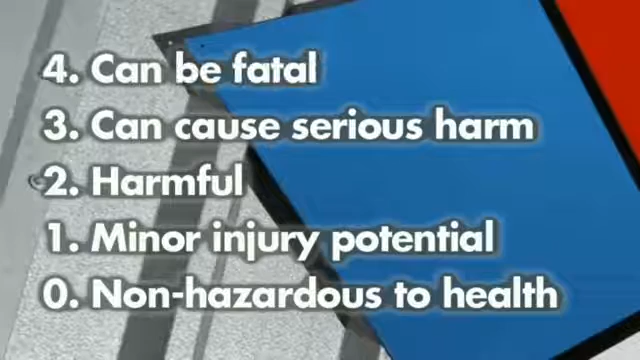 4. Can be fatal
3. Can cause serious harm
2. Harmful
1. Minor injury potential
0. Non-hazardous to health